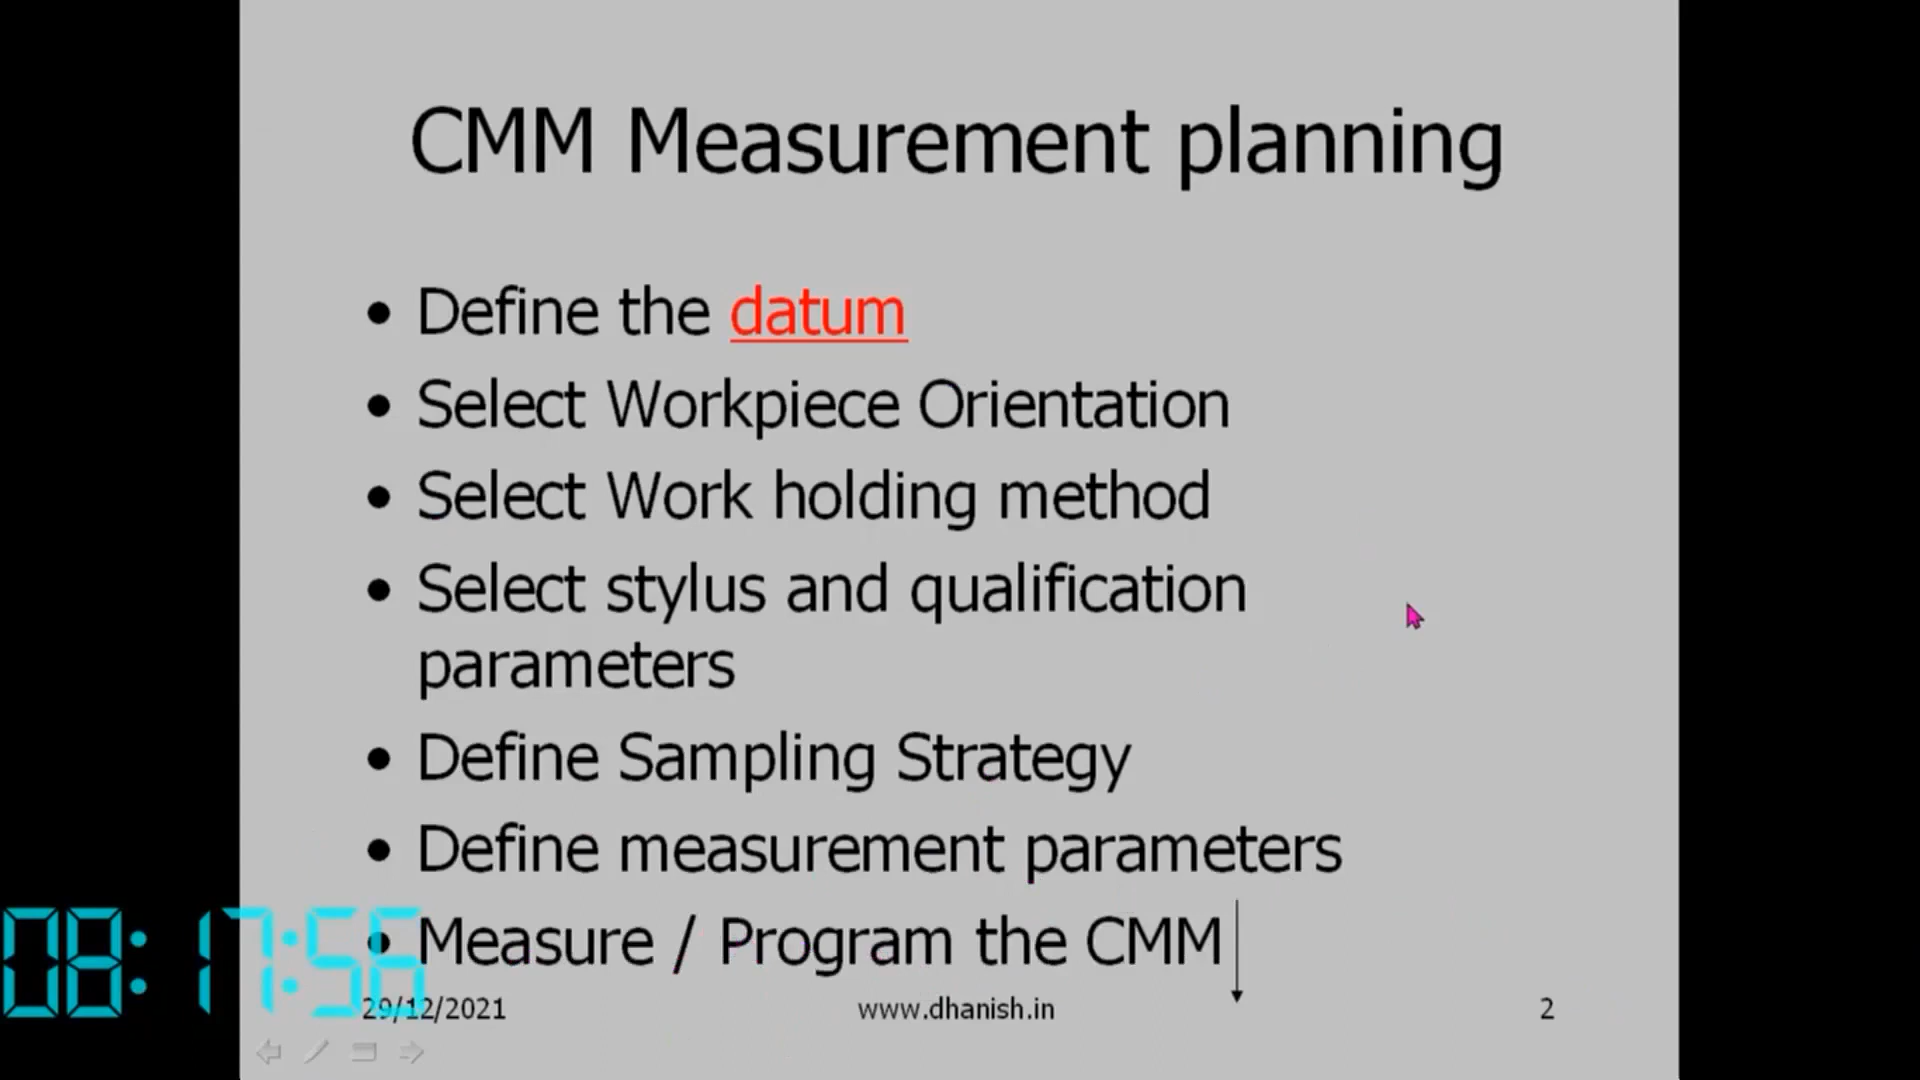 CMM Measurement planning
• Define the datum
• Select Workpiece Orientation
• Select Work holding method
• Select stylus and qualification
parameters
• Define Sampling Strategy
• Define measurement parameters
• Measure / Program the CMM
08:17:56
29/12/2021
www.dhanish.in
2